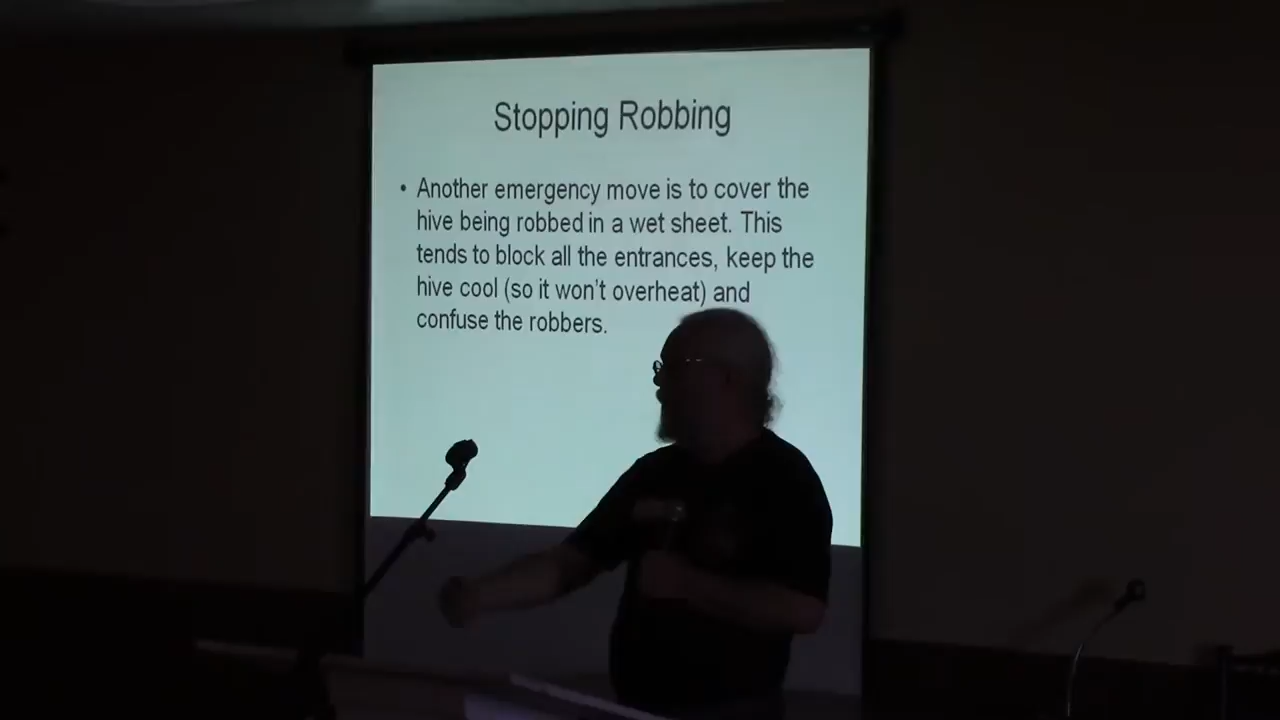 Stopping Robbing
• Another emergency move is to cover the
hive being robbed in a wet sheet. This
tends to block all the entrances, keep the
hive cool (so it won't overheat) and
confuse the robbers.